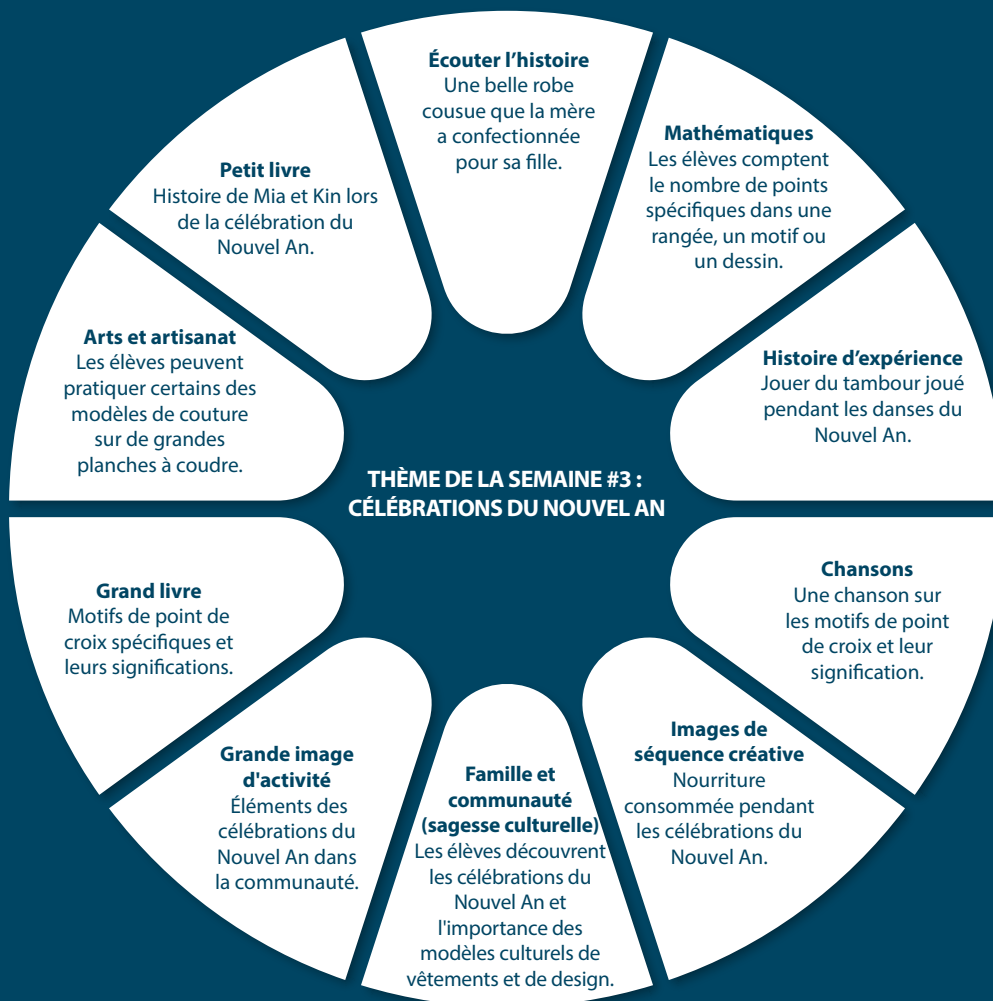 Écouter l’histoire
Une belle robe
cousue que la mère
a confectionnée
pour sa fille.
Mathématiques
Les élèves comptent
le nombre de points
spécifiques dans une
rangée, un motif ou
un dessin.
Histoire d’expérience
Jouer du tambour joué
pendant les danses du
Nouvel An.
Chansons
Une chanson sur
les motifs de point
de croix et leur
signification.
Images de
séquence créative
Nourriture
consommée pendant
les célébrations du
Nouvel An.
Famille et
communauté
(sagesse culturelle)
Les élèves découvrent
les célébrations du
Nouvel An et
l'importance des
modèles culturels de
vêtements et de design.
Grande image
d'activité
Éléments des
célébrations du
Nouvel An dans
la communauté.
Grand livre
Motifs de point de
croix spécifiques et
leurs significations.
Arts et artisanat
Les élèves peuvent
pratiquer certains des
modèles de couture
sur de grandes
planches à coudre.
Petit livre
Histoire de Mia et Kin lors
de la célébration du
Nouvel An.
THÈME DE LA SEMAINE #3 :
CÉLÉBRATIONS DU NOUVEL AN